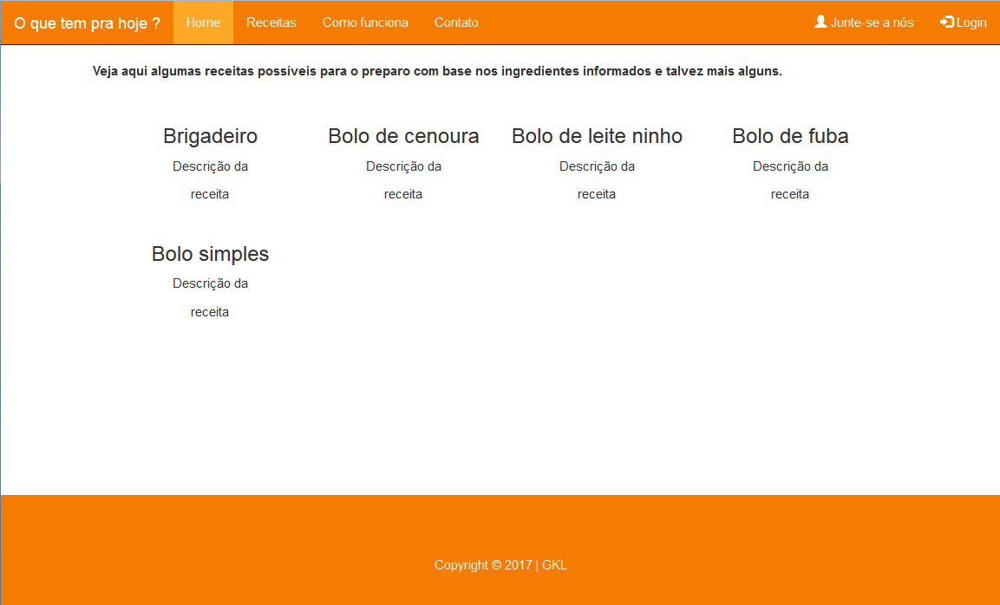 O que tem pra hoje ? Home Receitas Como funciona Contato Junte-se a nós Login
Veja aqui algumas receitas possíveis para o preparo com base nos ingredientes informados e talvez mais alguns.
Brigadeiro
Descrição da
receita
Bolo de cenoura
Descrição da
receita
Bolo de leite ninho
Descrição da
receita
Bolo de fuba
Descrição da
receita
Bolo simples
Descrição da
receita
Copyright © 2017 | GKL